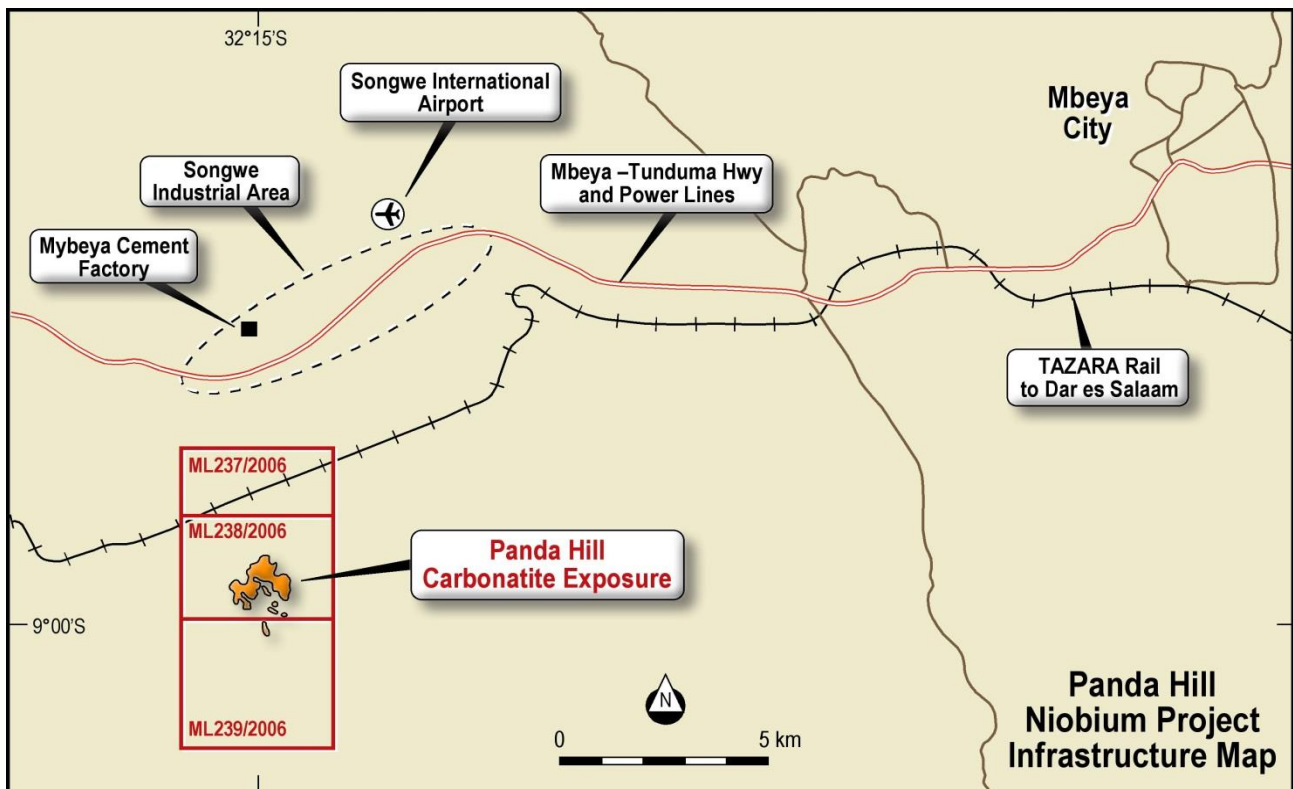 32°15'S
Songwe International
Airport
Mbeya
City
Songwe
Industrial Area
Mbeya –Tunduma Hwy
and Power Lines
Mybeya Cement
Factory
TAZARA Rail
to Dar es Salaam
ML237/2006
ML238/2006
Panda Hill
Carbonatite Exposure
9°00'S
ML239/2006
N
0 5 km
Panda Hill
Niobium Project
Infrastructure Map